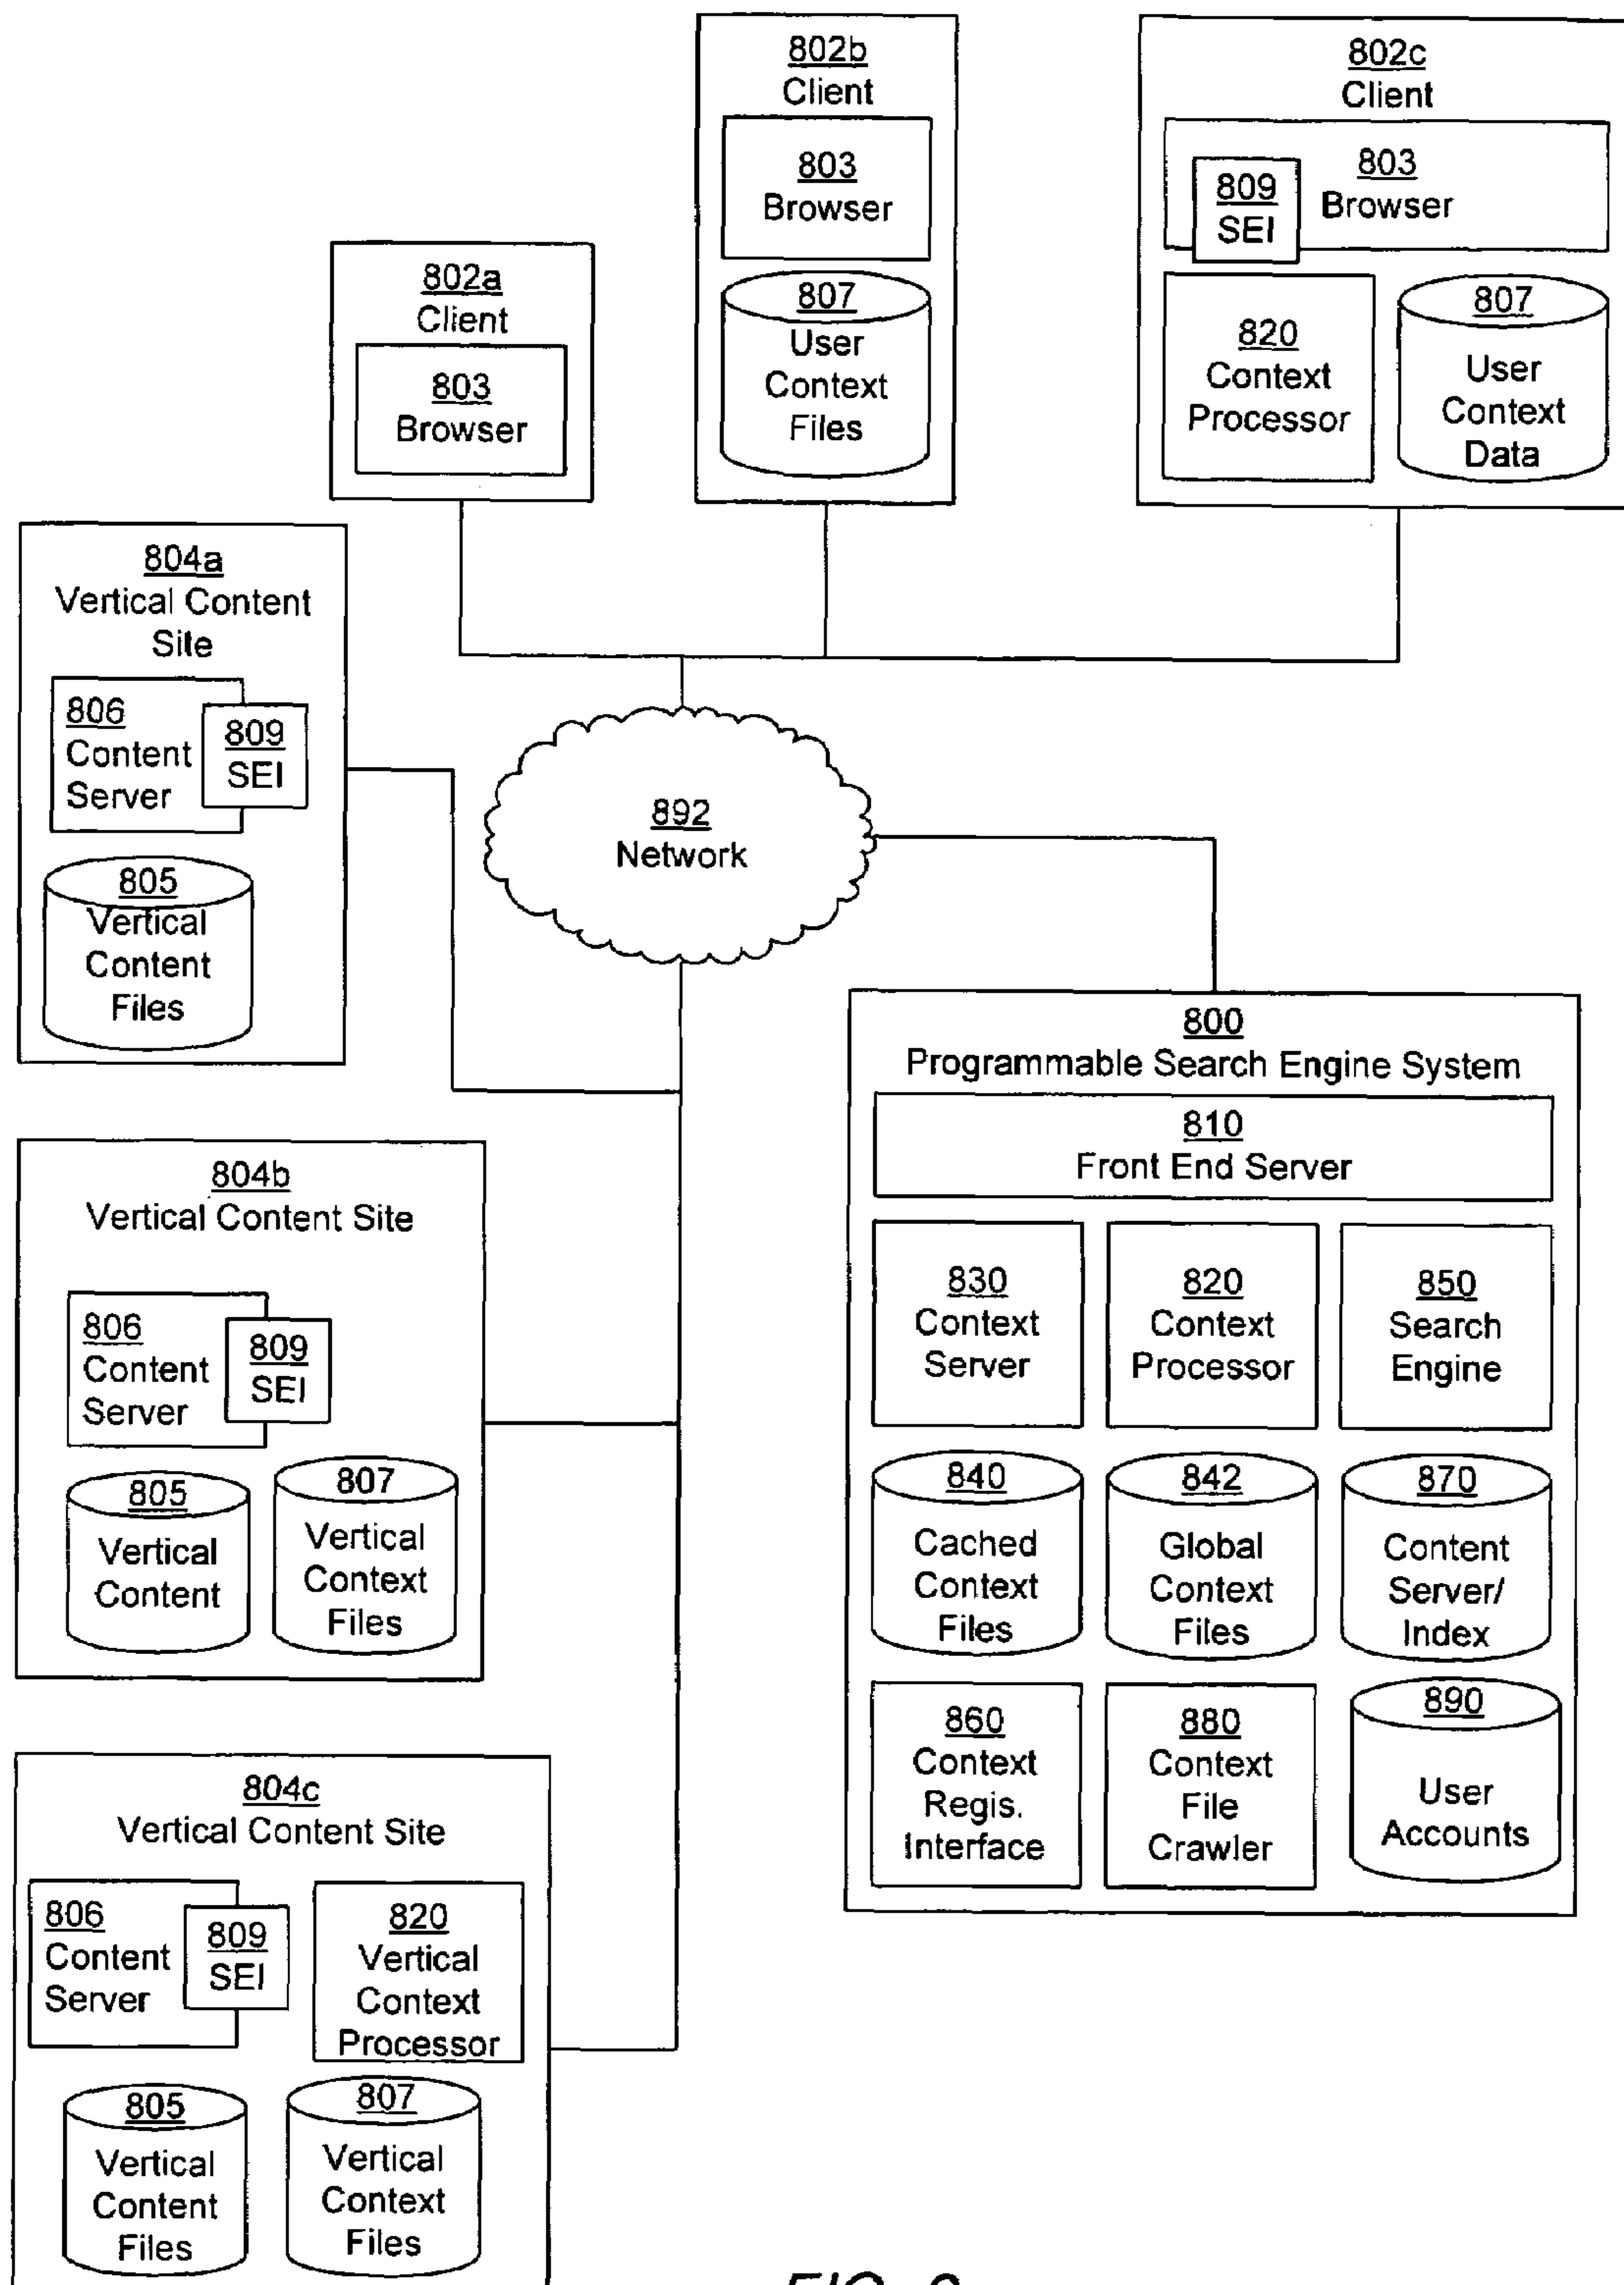 802a
Client
803
Browser
802b
Client
803
Browser
807
User
Context
Files
802c
Client
803
Browser
809
SEI
820
Context
Processor
807
User
Context
Data
804a
Vertical Content
Site
806
Content
Server
809
SEI
805
Vertical
Content
Files
892
Network
804b
Vertical Content Site
806
Content
Server
809
SEI
805
Vertical
Content
807
Vertical
Context
Files
804c
Vertical Content Site
806
Content
Server
809
SEI
820
Vertical
Context
Processor
805
Vertical
Content
Files
807
Vertical
Context
Files
800
Programmable Search Engine System
810
Front End Server
830
Context
Server
820
Context
Processor
850
Search
Engine
840
Cached
Context
Files
842
Global
Context
Files
870
Content
Server/
Index
860
Context
Regis.
Interface
880
Context
File
Crawler
890
User
Accounts
FIG.